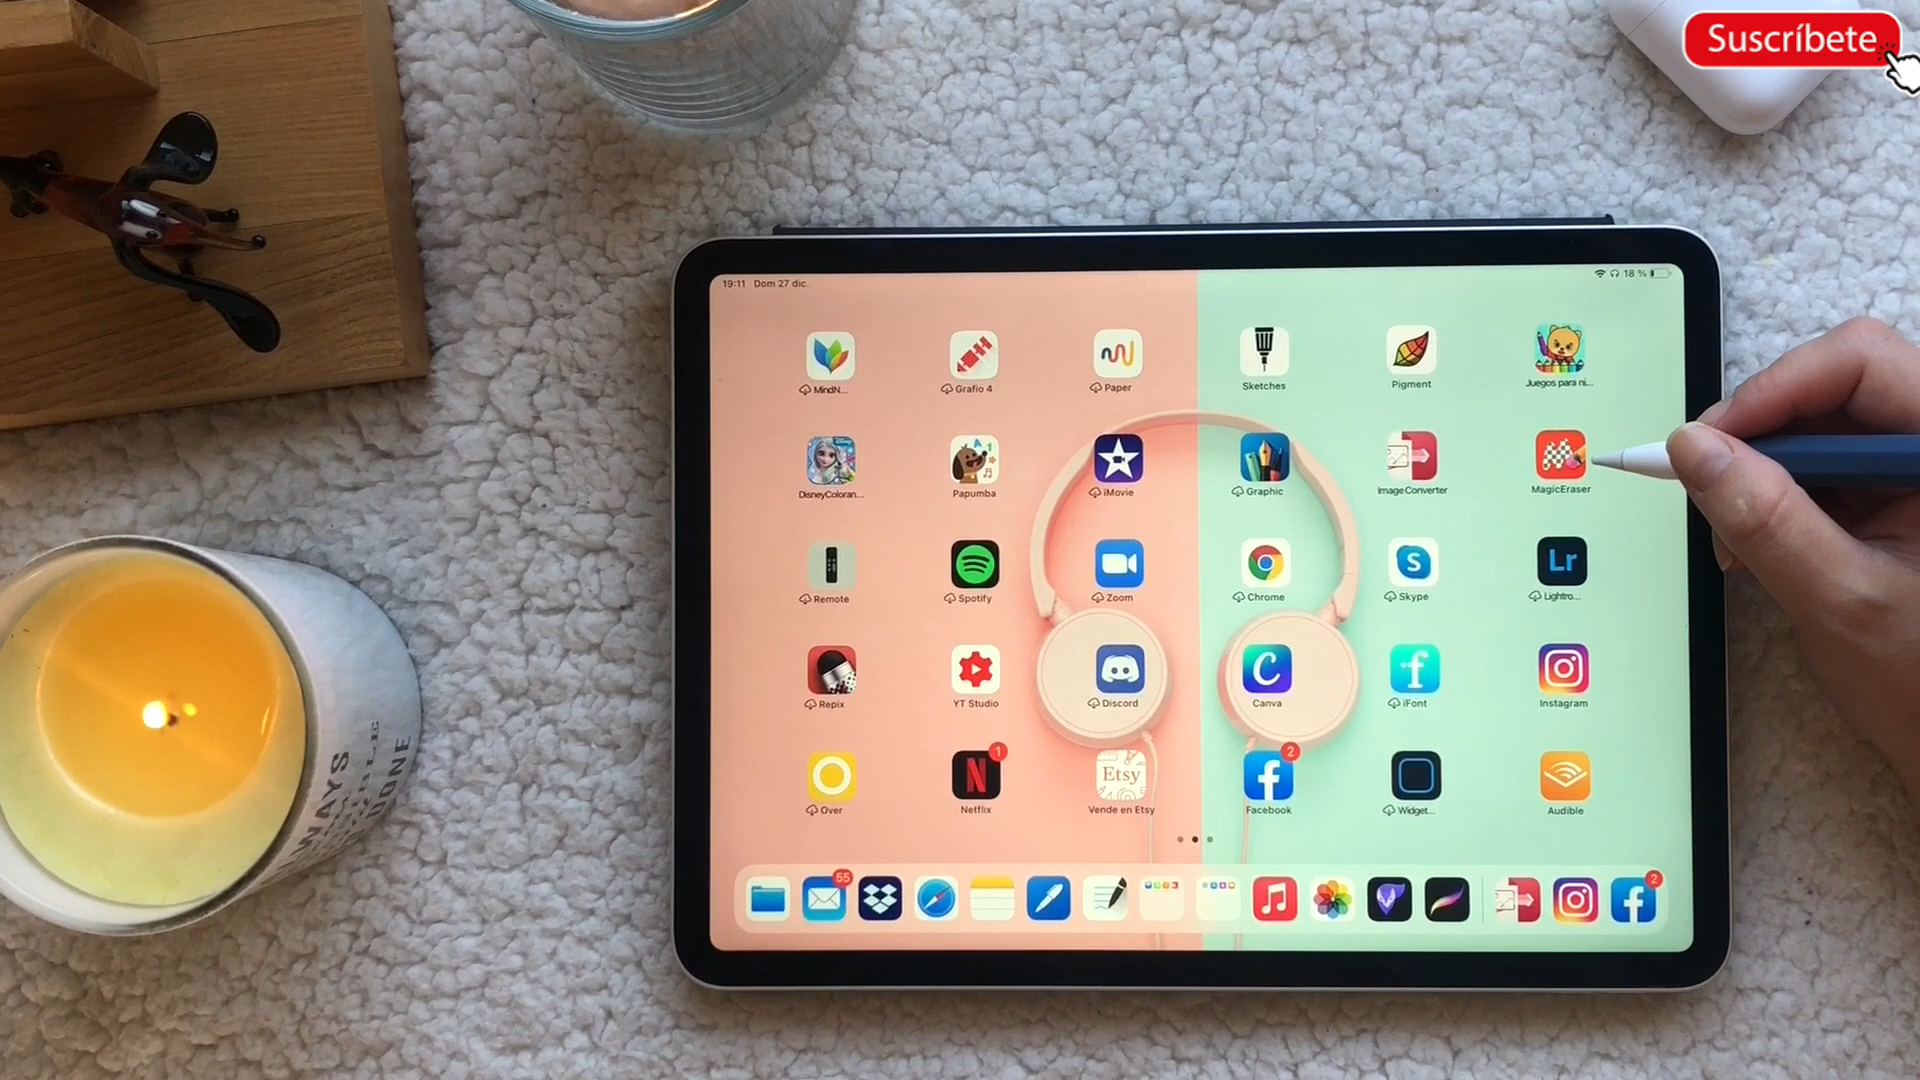 Suscríbete
19:11 Dom 27 dic.
18 %
MindN...
Grafio 4
Paper
Sketches
Pigment
Juegos para ni...
Disney
DisneyColoran...
Papumba
iMovie
Graphic
ImageConverter
MagicEraser
Lr
Remote
Spotify
Zoom
Chrome
Skype
Lightro...
Repix
YT Studio
Discord
Canva
iFont
Instagram
1
2
Etsy
Over
Netflix
Vende en Etsy
Facebook
Widget...
Audible
55
2